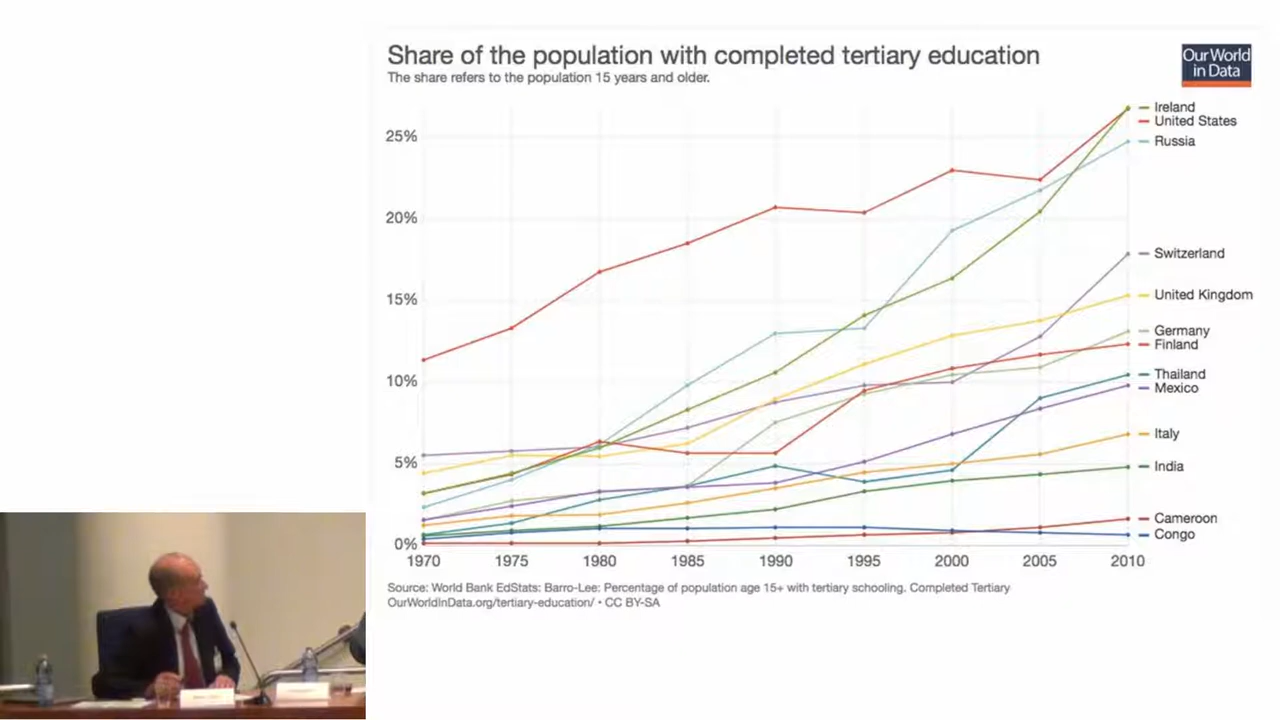 Share of the population with completed tertiary education
The share refers to the population 15 years and older.
Our World
in Data
25%
20%
15%
10%
5%
0%
Ireland
United States
Russia
Switzerland
United Kingdom
Germany
Finland
Thailand
Mexico
Italy
India
Cameroon
Congo
1970 1975 1980 1985 1990 1995 2000 2005 2010
Source: World Bank EdStats: Barro-Lee: Percentage of population age 15+ with tertiary schooling. Completed Tertiary
OurWorldInData.org/tertiary-education/ • CC BY-SA